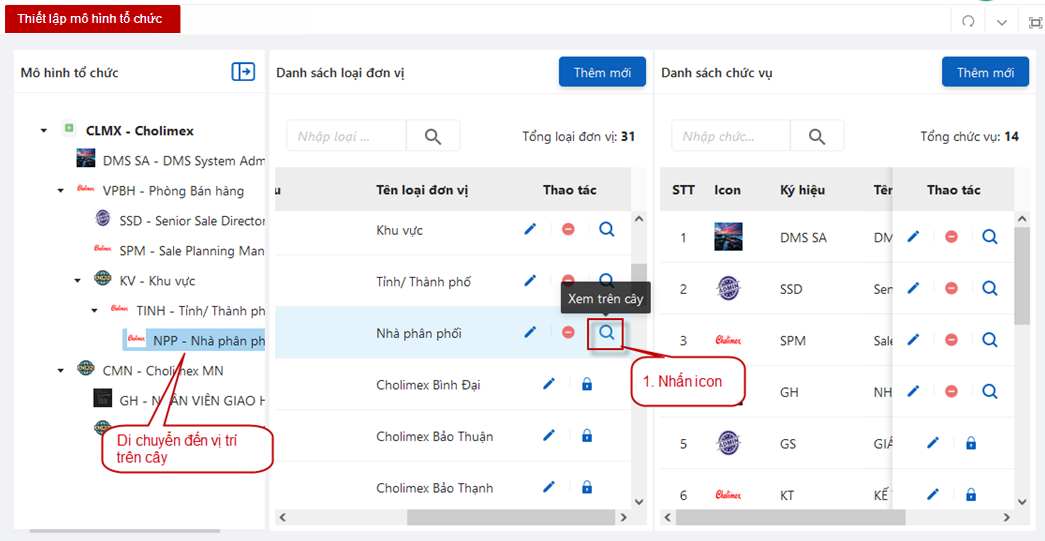 Thiết lập mô hình tổ chức
Mô hình tổ chức
CLMX - Cholimex
DMS SA - DMS System Adm
VPBH - Phòng Bán hàng
SSD - Senior Sale Director
SPM - Sale Planning Man
KV - Khu vực
TINH - Tỉnh/ Thành ph
NPP - Nhà phân ph
CMN - Cholimex MN
GH - NHÂN VIÊN GIAO H
Di chuyển đến vị trí
trên cây
Danh sách loại đơn vị
Thêm mới
Nhập loại ...
Tổng loại đơn vị: 31
u Tên loại đơn vị Thao tác
Khu vực
Tỉnh/ Thành phố
Xem trên cây
Nhà phân phối
1. Nhấn icon
Cholimex Bình Đại
Cholimex Bảo Thuận
Cholimex Bảo Thạnh
Danh sách chức vụ
Thêm mới
Nhập chức...
Tổng chức vụ: 14
STT Icon Ký hiệu Tên Thao tác
1 DMS SA DM
2 ADMIN SSD Sen
3 Cholimex SPM Sale
4 GH NH
5 ADMIN GS GIÁ
6 Cholimex KT KẾ